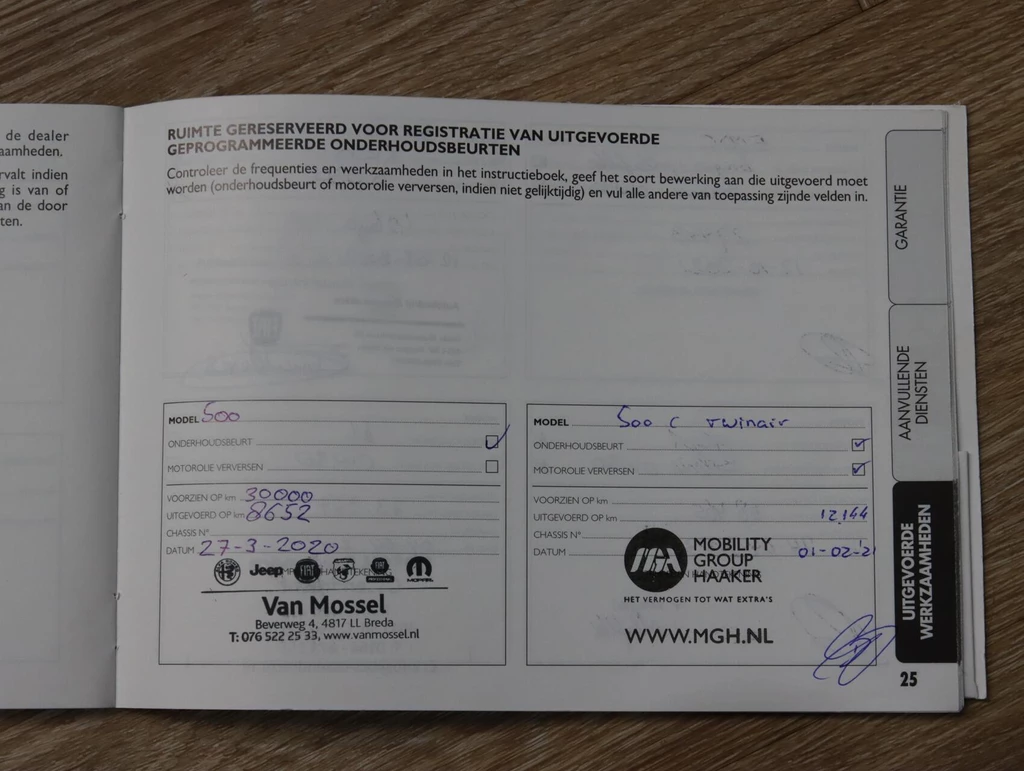 de dealer
aamheden.
rvalt indien
g is van of
an de door
ten.
RUIMTE GERESERVEERD VOOR REGISTRATIE VAN UITGEVOERDE
GEPROGRAMMEERDE ONDERHOUDSBEURTEN
Controleer de frequenties en werkzaamheden in het instructieboek, geef het soort bewerking aan die uitgevoerd moet
worden (onderhoudsbeurt of motorolie verversen, indien niet gelijktijdig) en vul alle andere van toepassing zijnde velden in.
MODEL 500
ONDERHOUDSBEURT
MOTOROLIE VERVERSEN
VOORZIEN OP km 30000
UITGEVOERD OP km 8652
CHASSIS N°
DATUM 27-3-2020
Jeep FIAT MOPAR
Van Mossel
Beverweg 4, 4817 LL Breda
T: 076 522 25 33, www.vanmossel.nl
MODEL 500 C Twinair
ONDERHOUDSBEURT
MOTOROLIE VERVERSEN
VOORZIEN OP km
UITGEVOERD OP km 12.144
CHASSIS N°
DATUM 01-02-'21
MOBILITY
GROUP
HAAKER
HET VERMOGEN TOT WAT EXTRA'S
WWW.MGH.NL
GARANTIE
AANVULLENDE
DIENSTEN
UITGEVOERDE
WERKZAAMHEDEN
25